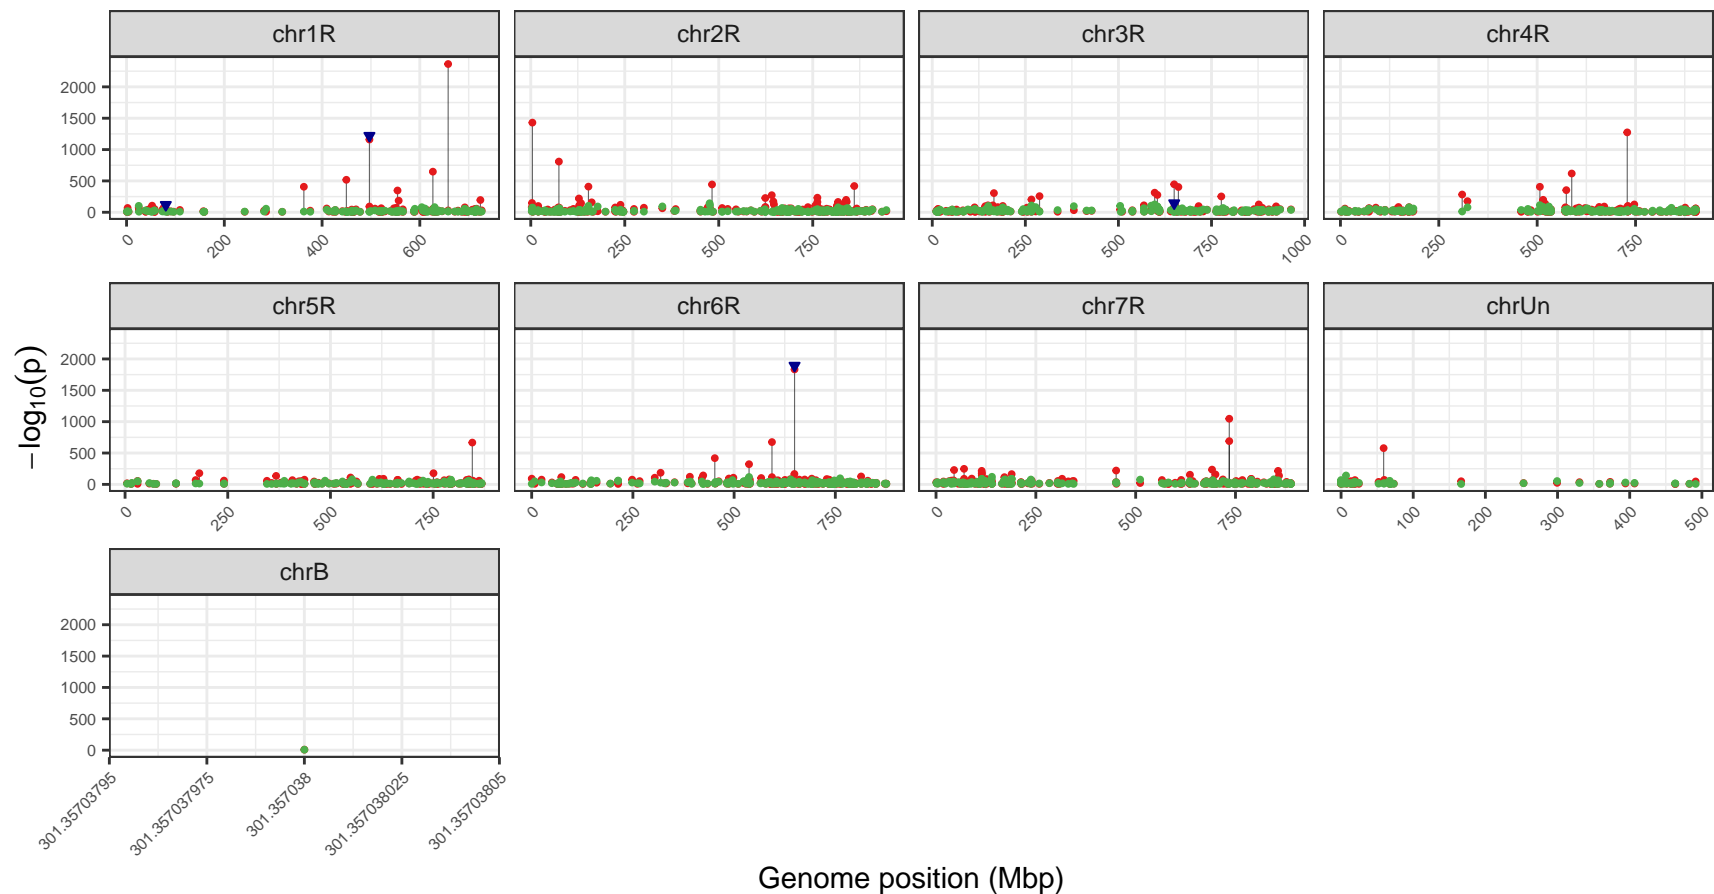 chr1R chr2R chr3R chr4R
2000
1500
1000
500
0
0 200 400 600 0 250 500 750 0 250 500 750 1000 0 250 500 750
chr5R chr6R chr7R chrUn
2000
1500
1000
500
0
0 250 500 750 0 250 500 750 0 250 500 750 0 100 200 300 400 500
−log₁₀(p)
chrB
2000
1500
1000
500
0
301.35703795 301.357037975 301.357038 301.357038025 301.35703805
Genome position (Mbp)